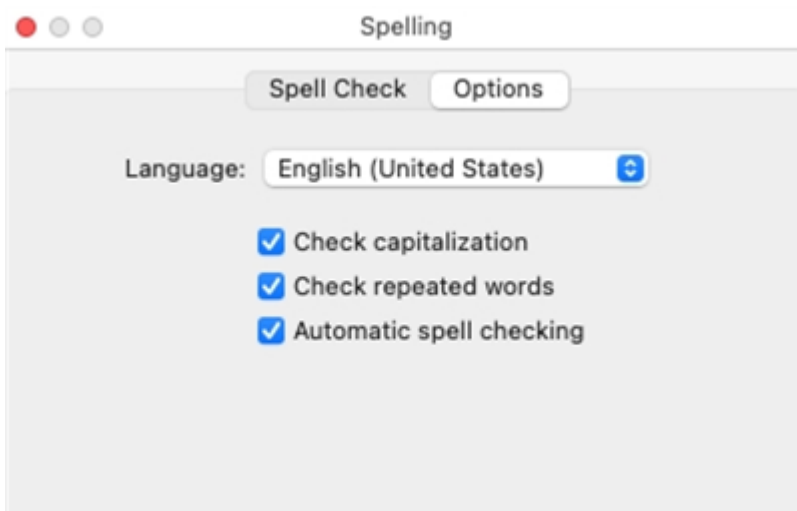 Spelling
Spell Check Options
Language: English (United States)
Check capitalization
Check repeated words
Automatic spell checking